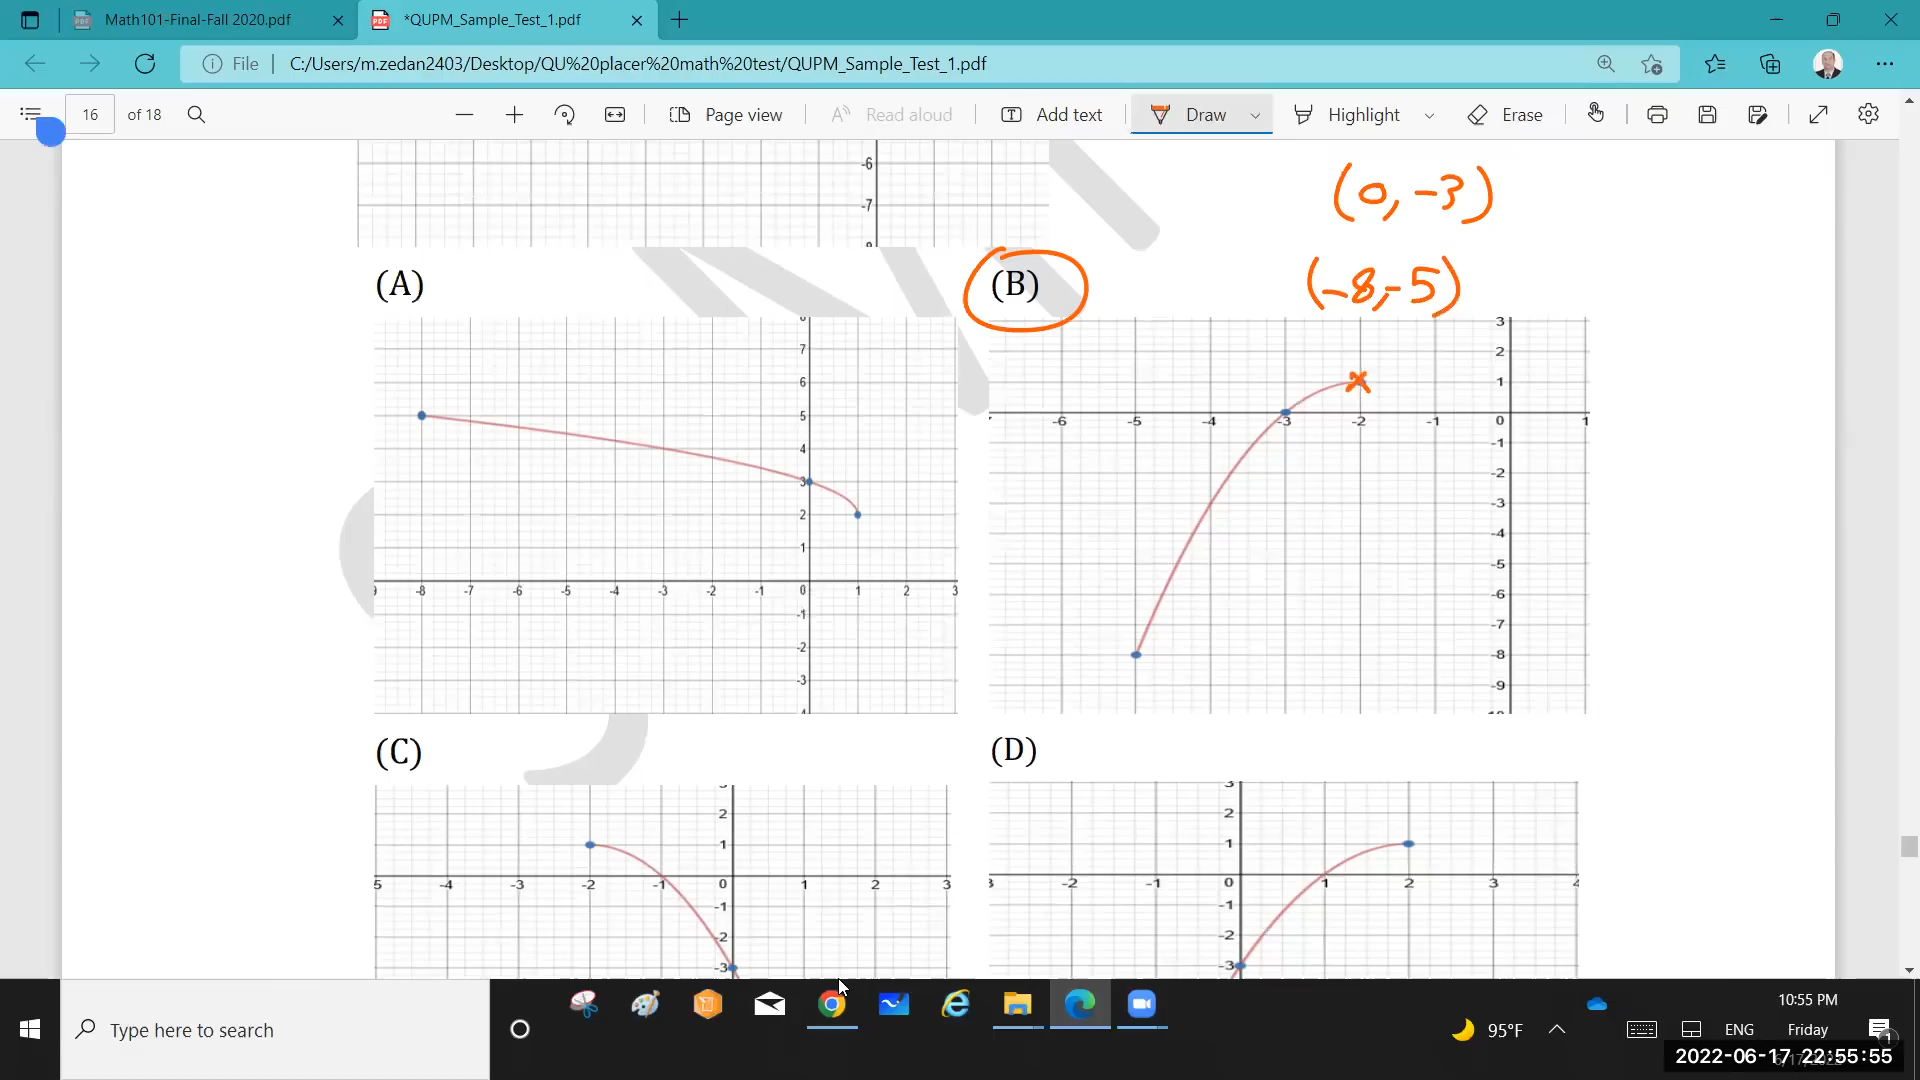 Math101-Final-Fall 2020.pdf
*QUPM_Sample_Test_1.pdf
File
C:/Users/m.zedan2403/Desktop/QU%20placer%20math%20test/QUPM_Sample_Test_1.pdf
16 of 18
Page view
Read aloud
Add text
Draw
Highlight
Erase
-6
-7
(0, -3)
(A)
(B)
(-8,-5)
7
6
5
4
3
2
1
-8 -7 -6 -5 -4 -3 -2 -1 0 1 2 3
-1
-2
-3
3
2
1
-6 -5 -4 -3 -2 -1 0 1
-1
-2
-3
-4
-5
-6
-7
-8
-9
(C)
(D)
2
1
5 -4 -3 -2 -1 0 1 2 3
-1
-2
-3
3
2
1
3 -2 -1 0 1 2 3 4
-1
-2
-3
Type here to search
95°F
ENG
10:55 PM
Friday
1
2022-06-17 22:55:55